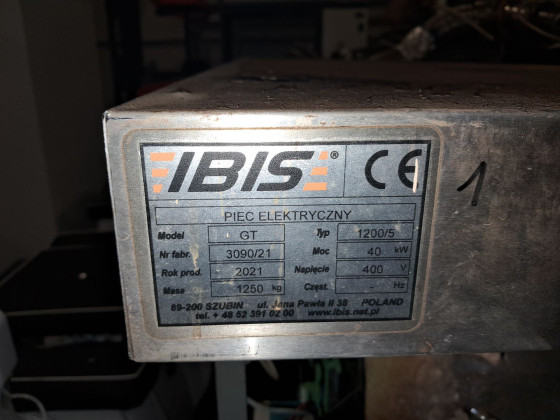 IBIS ® CE
PIEC ELEKTRYCZNY
Model GT Typ 1200/5
Nr fabr. 3090/21 Moc 40 kW
Rok prod. 2021 Napięcie 400 V
Masa 1250 kg Częst. - Hz
89-200 SZUBIN ul. Jana Pawła II 38 POLAND
tel. + 48 52 391 02 00 www.ibis.net.pl
1